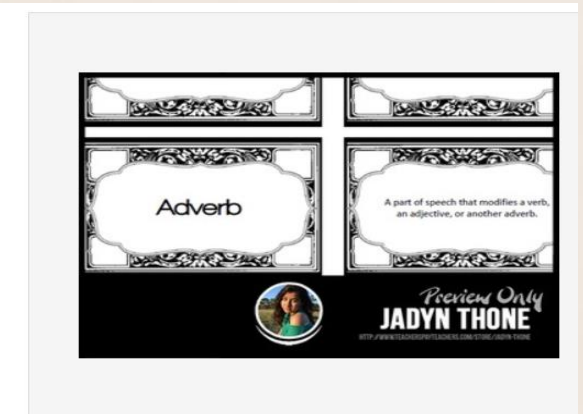 Adverb
A part of speech that modifies a verb,
an adjective, or another adverb.
Preview Only
JADYN THONE
HTTP://WWW.TEACHERSPAYTEACHERS.COM/STORE/JADYN-THONE